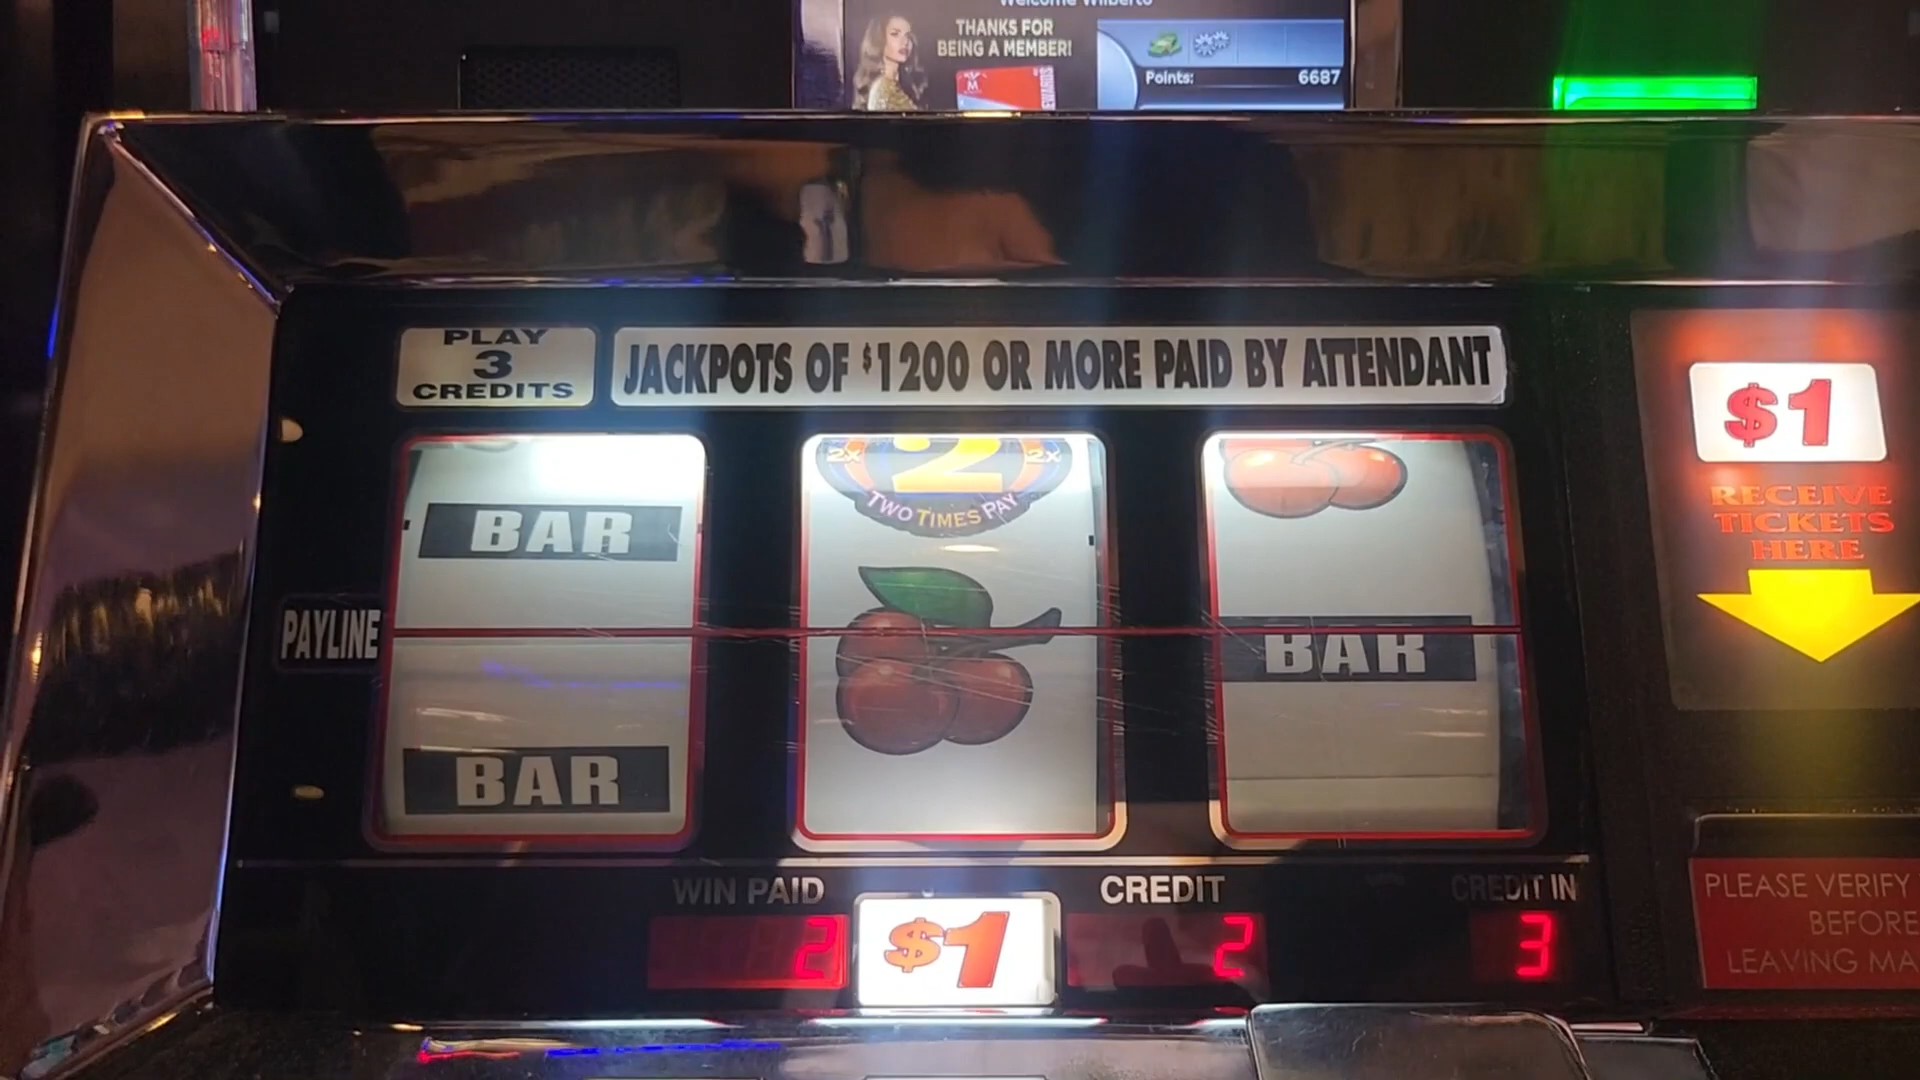 Welcome Wilberto
THANKS FOR
BEING A MEMBER!
M
Points: 6687
PLAY
3
CREDITS
JACKPOTS OF $1200 OR MORE PAID BY ATTENDANT
$1
RECEIVE
TICKETS
HERE
2x 2 2x
TWO TIMES PAY
BAR
PAYLINE
BAR
BAR
WIN PAID
CREDIT
CREDIT IN
2
$1
2
3
PLEASE VERIFY
BEFORE
LEAVING MA